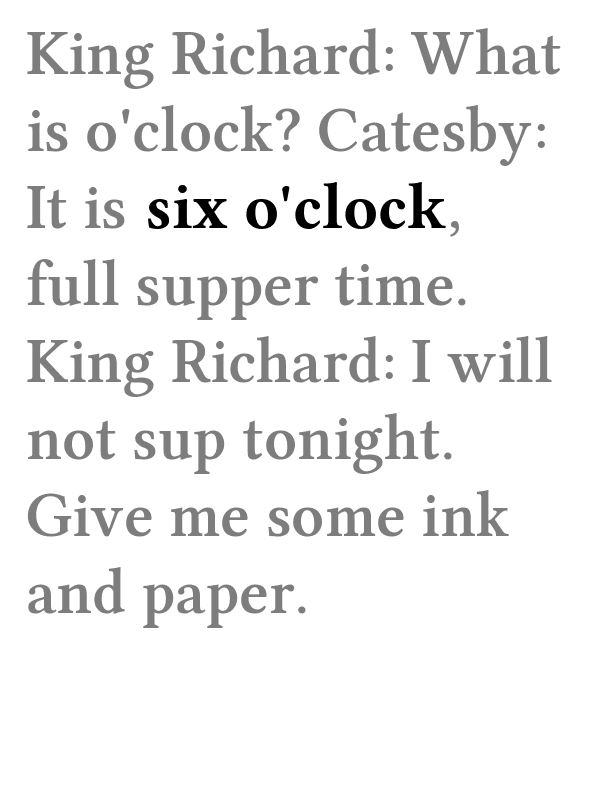 King Richard: What
is o'clock? Catesby:
It is six o'clock,
full supper time.
King Richard: I will
not sup tonight.
Give me some ink
and paper.